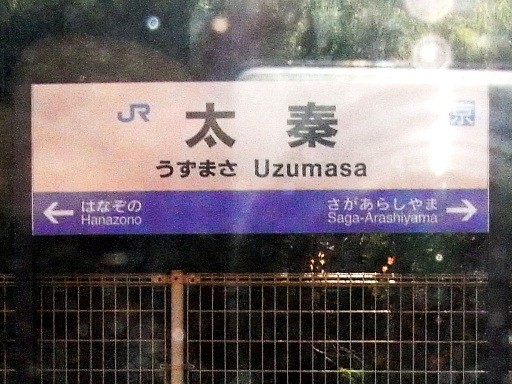 JR 太秦 京
うずまさ Uzumasa
← はなぞの さがあらしやま →
Hanazono Saga-Arashiyama